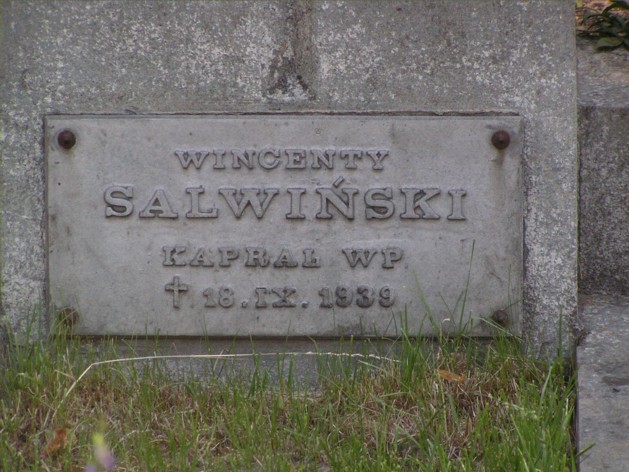 WINCENTY
SALWIŃSKI
KAPRAL WP
✝ 18.IX.1939